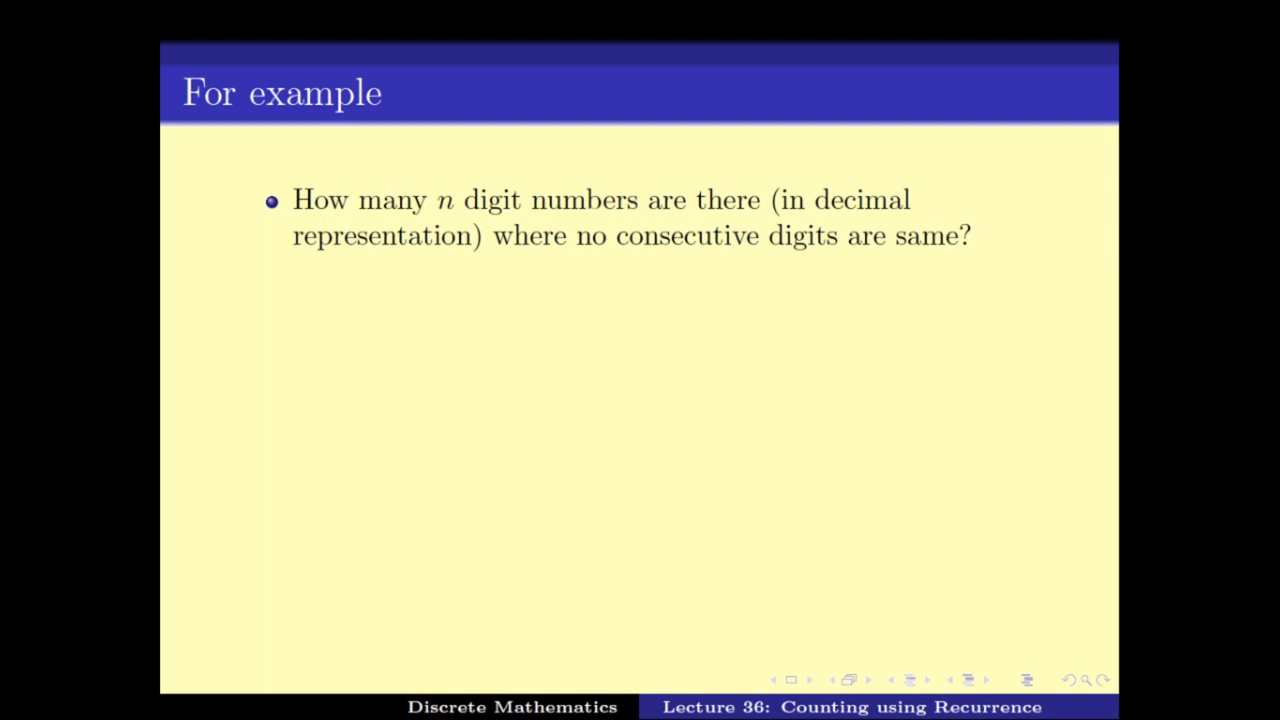 For example
How many n digit numbers are there (in decimal
representation) where no consecutive digits are same?
Discrete Mathematics
Lecture 36: Counting using Recurrence